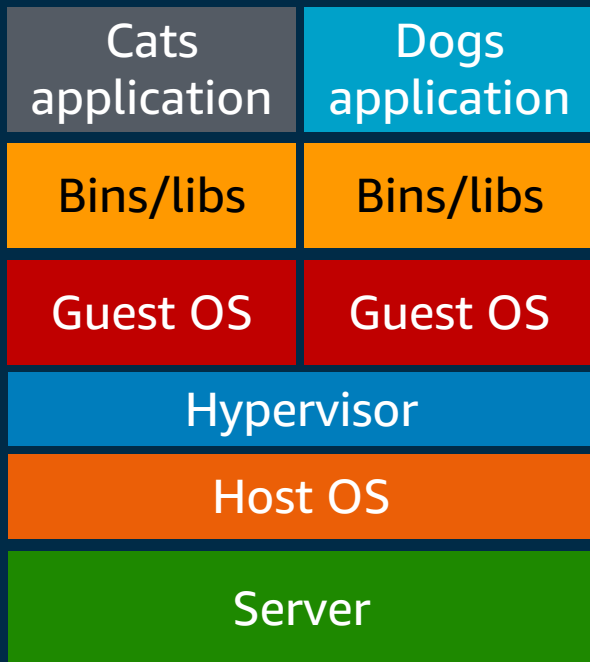 Cats
application
Dogs
application
Bins/libs
Bins/libs
Guest OS
Guest OS
Hypervisor
Host OS
Server